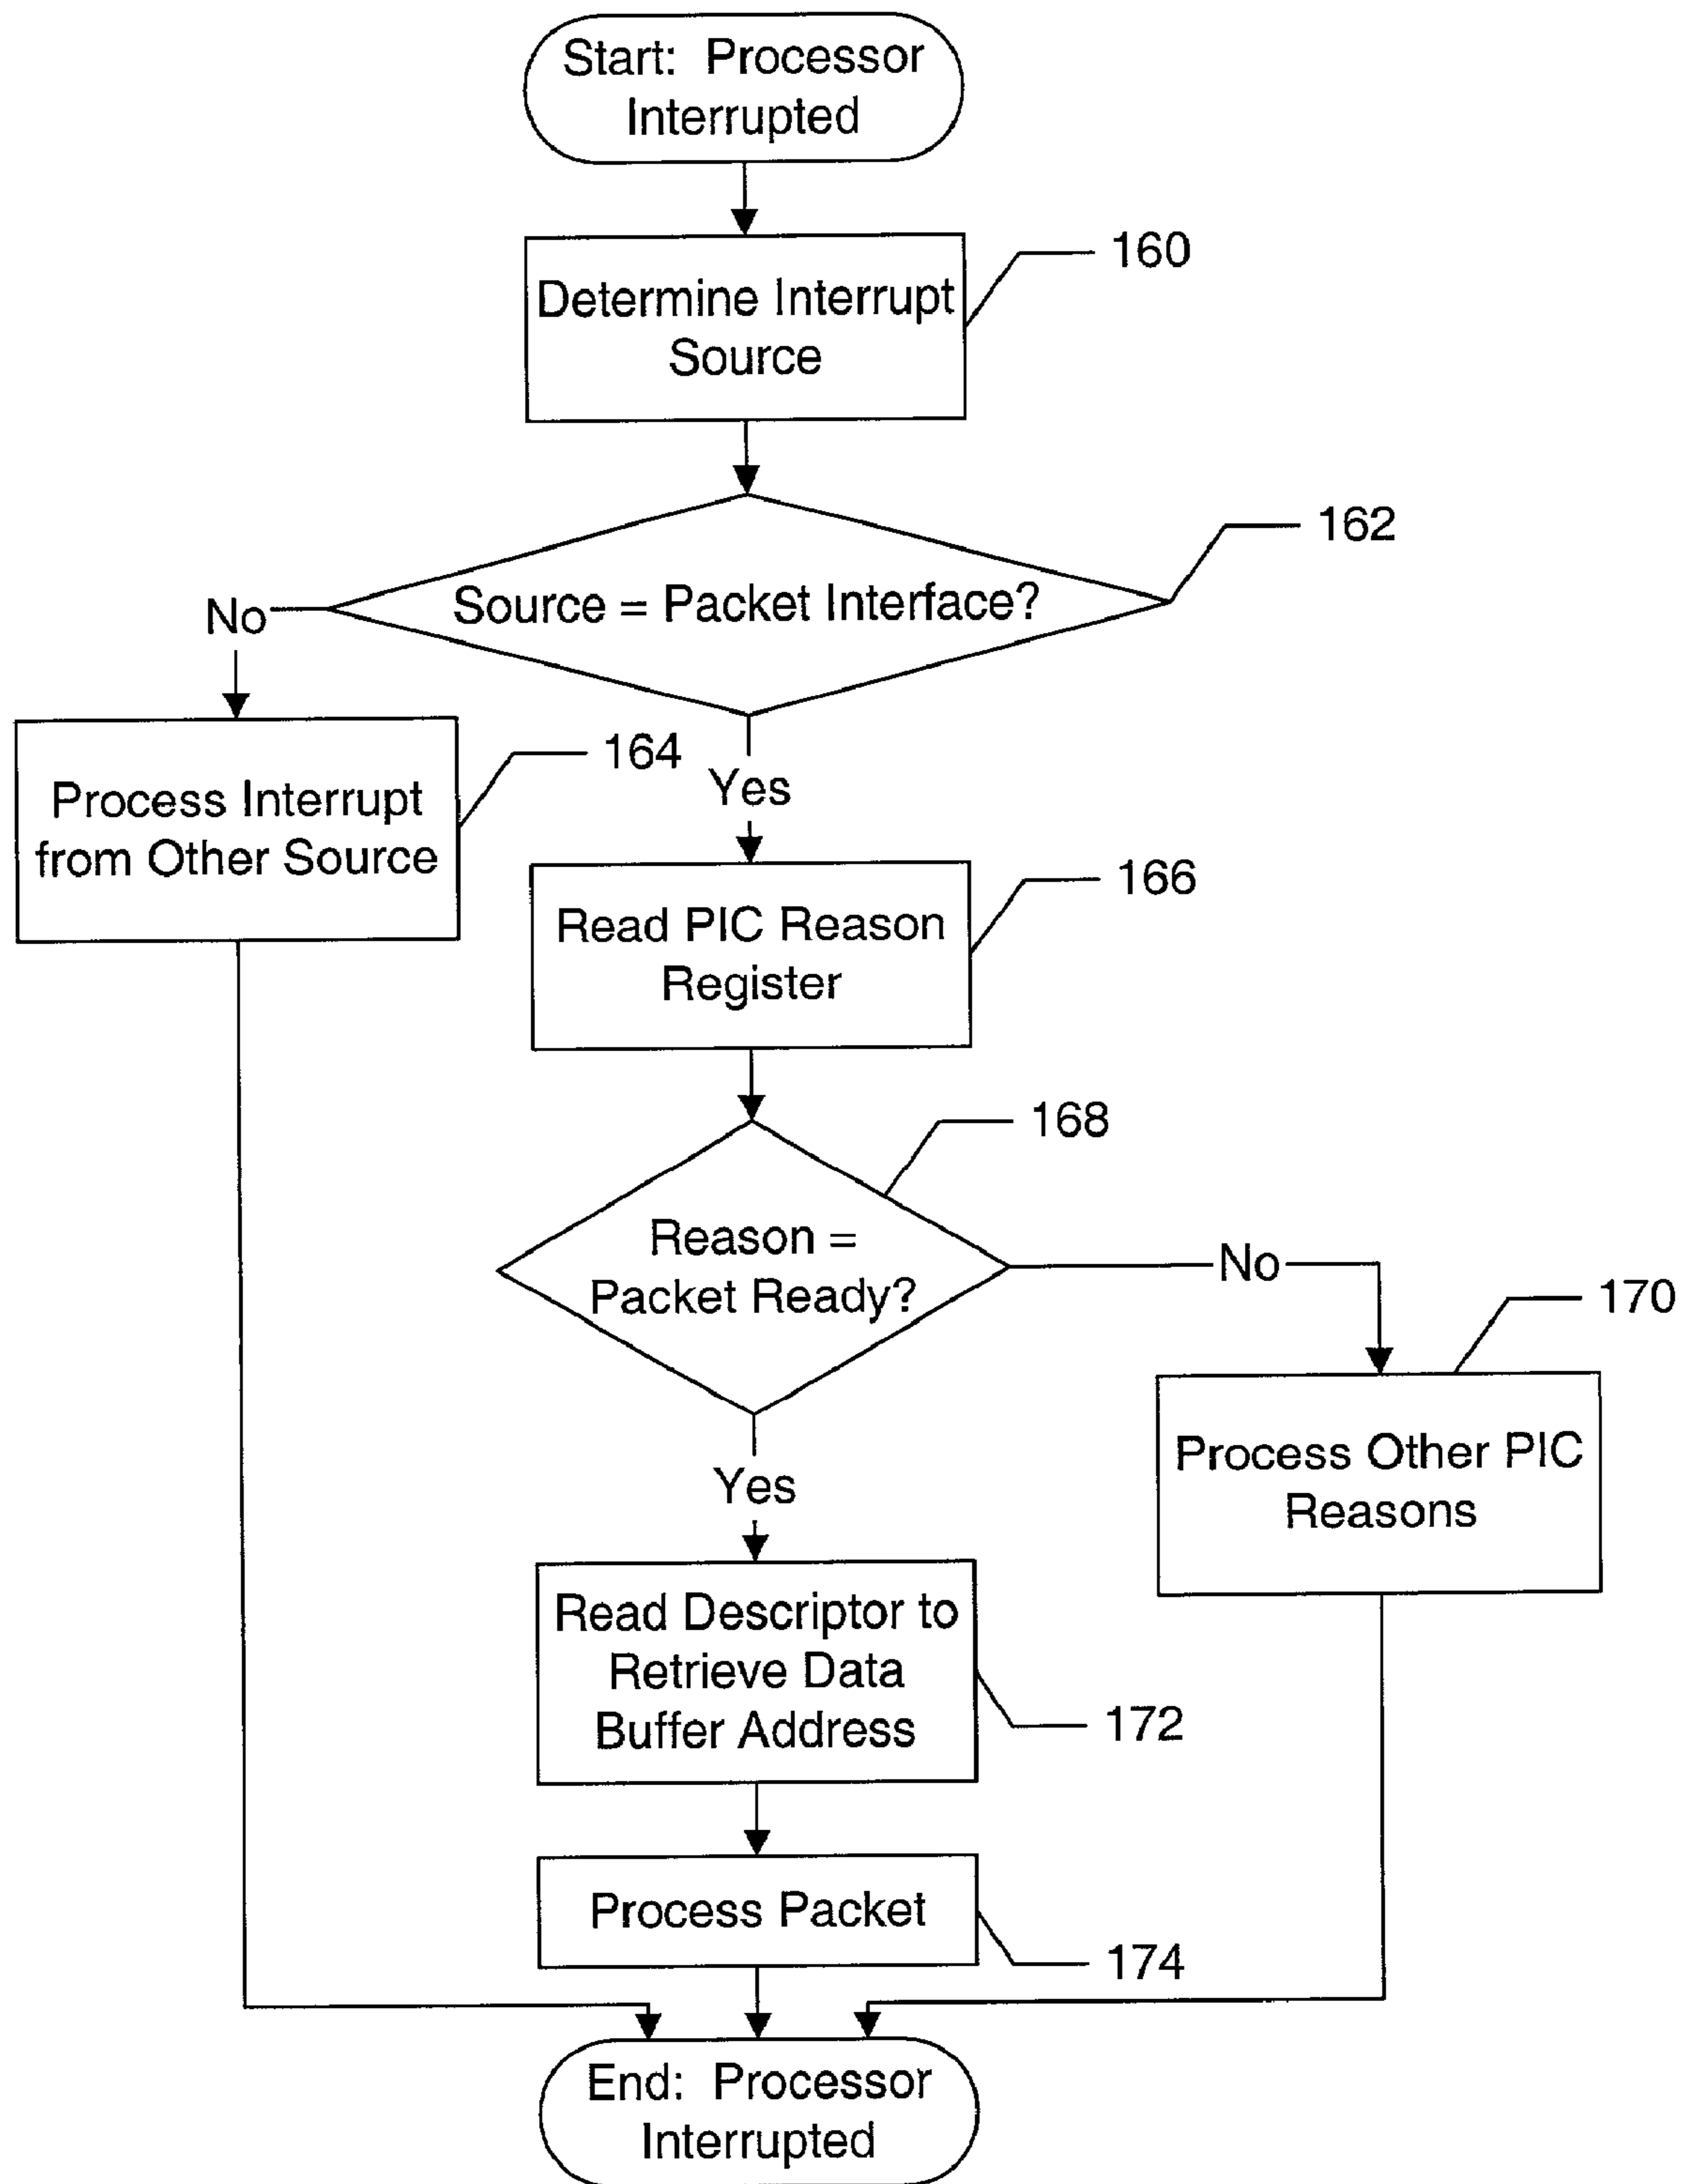 Start: Processor
Interrupted
160
Determine Interrupt
Source
162
Source = Packet Interface?
No
164
Yes
Process Interrupt
from Other Source
166
Read PIC Reason
Register
168
Reason =
Packet Ready?
No
170
Process Other PIC
Reasons
Yes
Read Descriptor to
Retrieve Data
Buffer Address
172
Process Packet
174
End: Processor
Interrupted